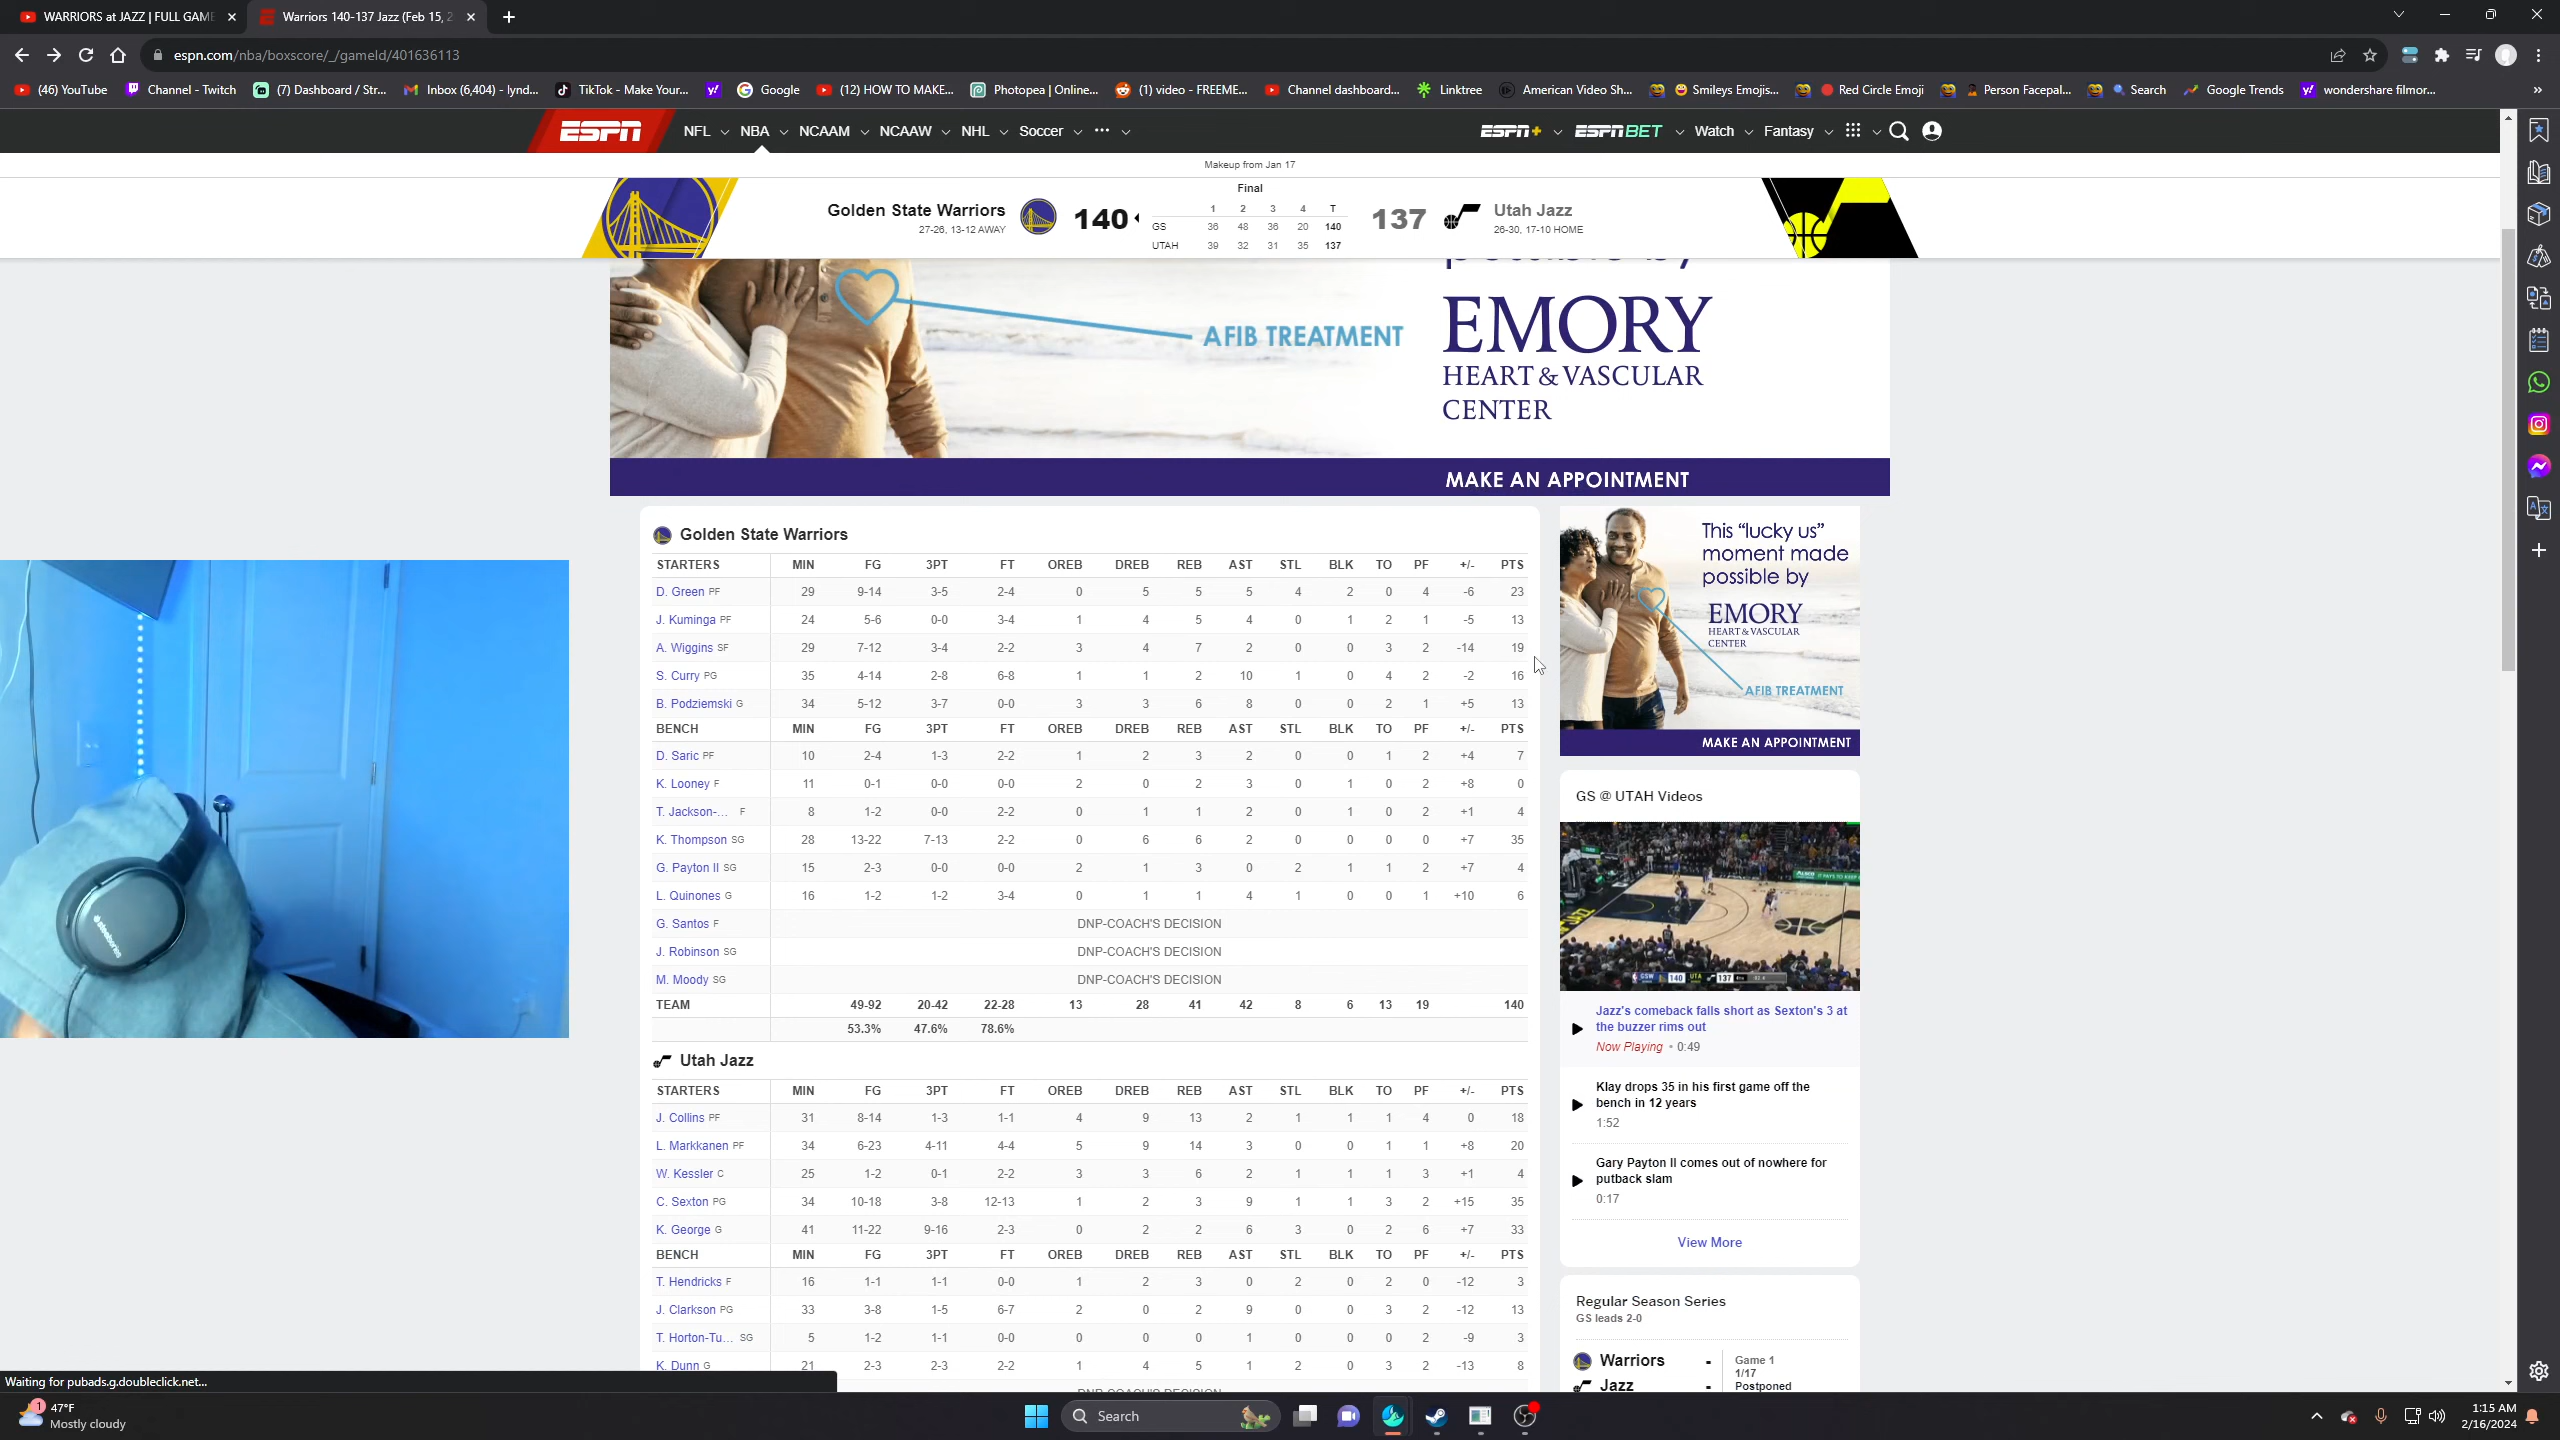 WARRIORS at JAZZ | FULL GAME
Warriors 140-137 Jazz (Feb 15, 2
espn.com/nba/boxscore/_/gameId/401636113
(46) YouTube Channel - Twitch (7) Dashboard / Str... Inbox (6,404) - lynd... TikTok - Make Your... Google (12) HOW TO MAKE... Photopea | Online... (1) video - FREEME... Channel dashboard... Linktree American Video Sh... Smileys Emojis... Red Circle Emoji Person Facepal... Search Google Trends wondershare filmor... »
ESPN NFL NBA NCAAM NCAAW NHL Soccer ••• ESPN+ ESPN BET Watch Fantasy
Makeup from Jan 17
Final
Golden State Warriors 140 137 Utah Jazz
27-26, 13-12 AWAY 26-30, 17-10 HOME
1 2 3 4 T
GS 36 48 36 20 140
UTAH 39 32 31 35 137
AFIB TREATMENT
EMORY
HEART & VASCULAR
CENTER
MAKE AN APPOINTMENT
Golden State Warriors
STARTERS MIN FG 3PT FT OREB DREB REB AST STL BLK TO PF +/- PTS
D. Green PF 29 9-14 3-5 2-4 0 5 5 5 4 2 0 4 -6 23
J. Kuminga PF 24 5-6 0-0 3-4 1 4 5 4 0 1 2 1 -5 13
A. Wiggins SF 29 7-12 3-4 2-2 3 4 7 2 0 0 3 2 -14 19
S. Curry PG 35 4-14 2-8 6-8 1 1 2 10 1 0 4 2 -2 16
B. Podziemski G 34 5-12 3-7 0-0 3 3 6 8 0 0 2 1 +5 13
BENCH MIN FG 3PT FT OREB DREB REB AST STL BLK TO PF +/- PTS
D. Saric PF 10 2-4 1-3 2-2 1 2 3 2 0 0 1 2 +4 7
K. Looney F 11 0-1 0-0 0-0 2 0 2 3 0 1 0 2 +8 0
T. Jackson-... F 8 1-2 0-0 2-2 0 1 1 2 0 1 0 2 +1 4
K. Thompson SG 28 13-22 7-13 2-2 0 6 6 2 0 0 0 0 +7 35
G. Payton II SG 15 2-3 0-0 0-0 2 1 3 0 2 1 1 2 +7 4
L. Quinones G 16 1-2 1-2 3-4 0 1 1 4 1 0 0 1 +10 6
G. Santos F DNP-COACH'S DECISION
J. Robinson SG DNP-COACH'S DECISION
M. Moody SG DNP-COACH'S DECISION
TEAM 49-92 20-42 22-28 13 28 41 42 8 6 13 19 140
53.3% 47.6% 78.6%
Utah Jazz
STARTERS MIN FG 3PT FT OREB DREB REB AST STL BLK TO PF +/- PTS
J. Collins PF 31 8-14 1-3 1-1 4 9 13 2 1 1 1 4 0 18
L. Markkanen PF 34 6-23 4-11 4-4 5 9 14 3 0 0 1 1 +8 20
W. Kessler C 25 1-2 0-1 2-2 3 3 6 2 1 1 1 3 +1 4
C. Sexton PG 34 10-18 3-8 12-13 1 2 3 9 1 1 3 2 +15 35
K. George G 41 11-22 9-16 2-3 0 2 2 6 3 0 2 6 +7 33
BENCH MIN FG 3PT FT OREB DREB REB AST STL BLK TO PF +/- PTS
T. Hendricks F 16 1-1 1-1 0-0 1 2 3 0 2 0 2 0 -12 3
J. Clarkson PG 33 3-8 1-5 6-7 2 0 2 9 0 0 3 2 -12 13
T. Horton-Tu... SG 5 1-2 1-1 0-0 0 0 0 1 0 0 0 2 -9 3
K. Dunn G 21 2-3 2-3 2-2 1 4 5 1 2 0 3 2 -13 8
This “lucky us”
moment made
possible by
EMORY
HEART & VASCULAR
CENTER
AFIB TREATMENT
MAKE AN APPOINTMENT
GS @ UTAH Videos
GSW 140 UTA 137
Jazz's comeback falls short as Sexton's 3 at
the buzzer rims out
Now Playing • 0:49
Klay drops 35 in his first game off the
bench in 12 years
1:52
Gary Payton II comes out of nowhere for
putback slam
0:17
View More
Regular Season Series
GS leads 2-0
Warriors - Game 1
1/17
Jazz - Postponed
steelseries
Waiting for pubads.g.doubleclick.net...
1 47°F
Mostly cloudy
Search
1:15 AM
2/16/2024